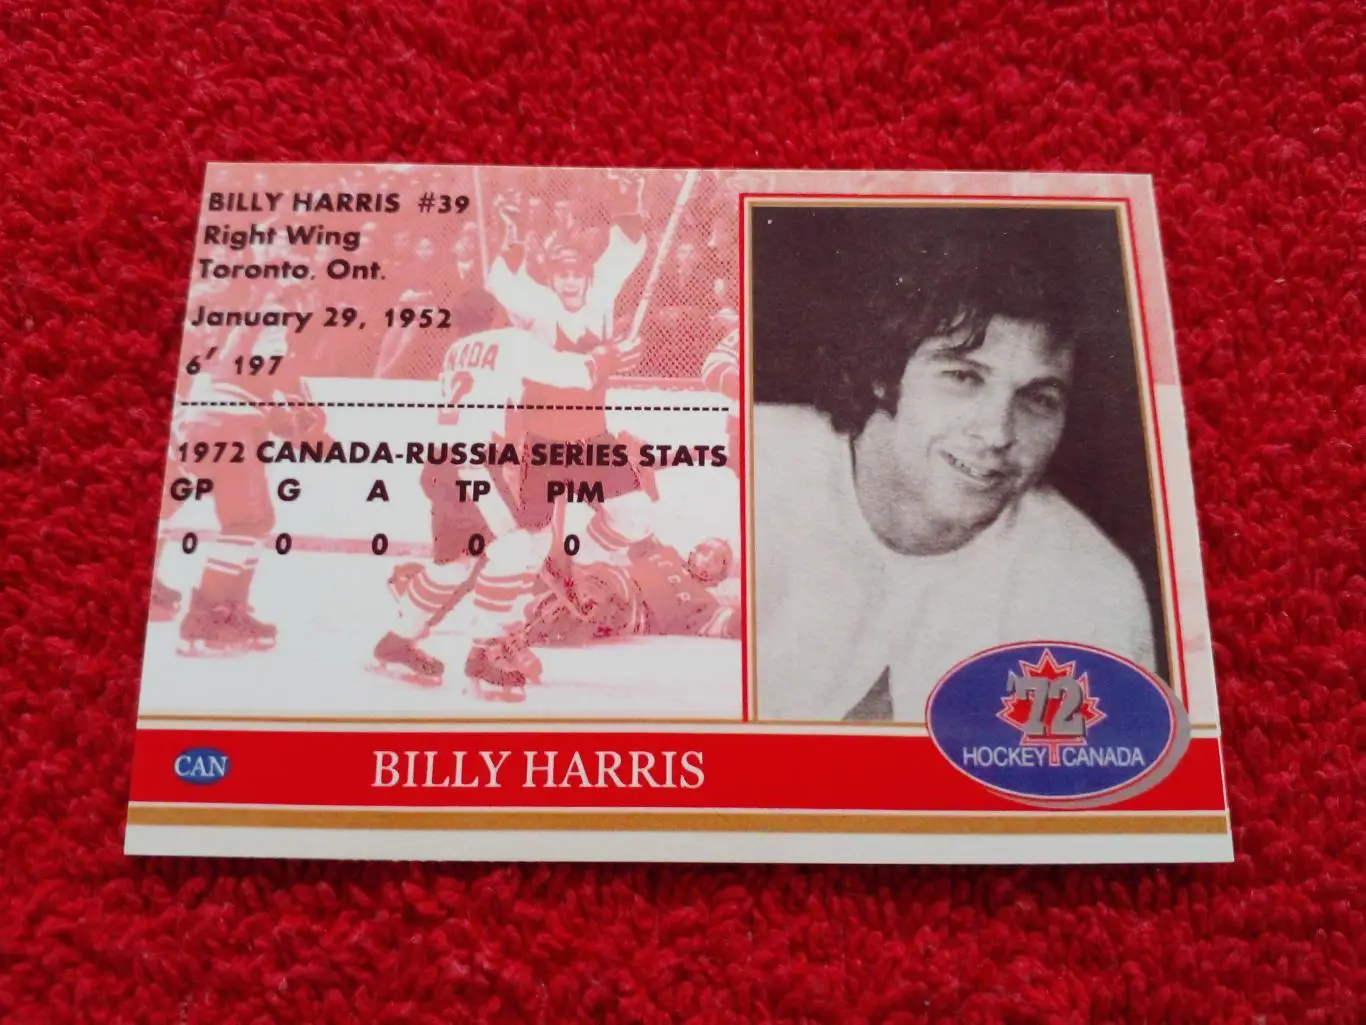 BILLY HARRIS #39
Right Wing
Toronto, Ont.
January 29, 1952
6' 197
1972 CANADA-RUSSIA SERIES STATS
GP G A TP PIM
0 0 0 0 0
'72
HOCKEY CANADA
CAN
BILLY HARRIS